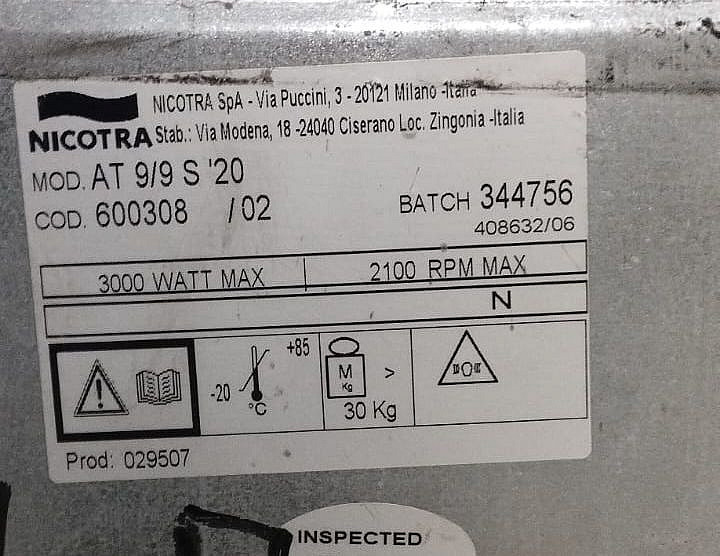 NICOTRA SpA - Via Puccini, 3 - 20121 Milano -Italia
NICOTRA Stab.: Via Modena, 18 -24040 Ciserano Loc. Zingonia -Italia
MOD. AT 9/9 S '20
COD. 600308 /02 BATCH 344756
408632/06
3000 WATT MAX 2100 RPM MAX
N
+85
-20
°C
M
Kg
>
30 Kg
Prod: 029507
INSPECTED